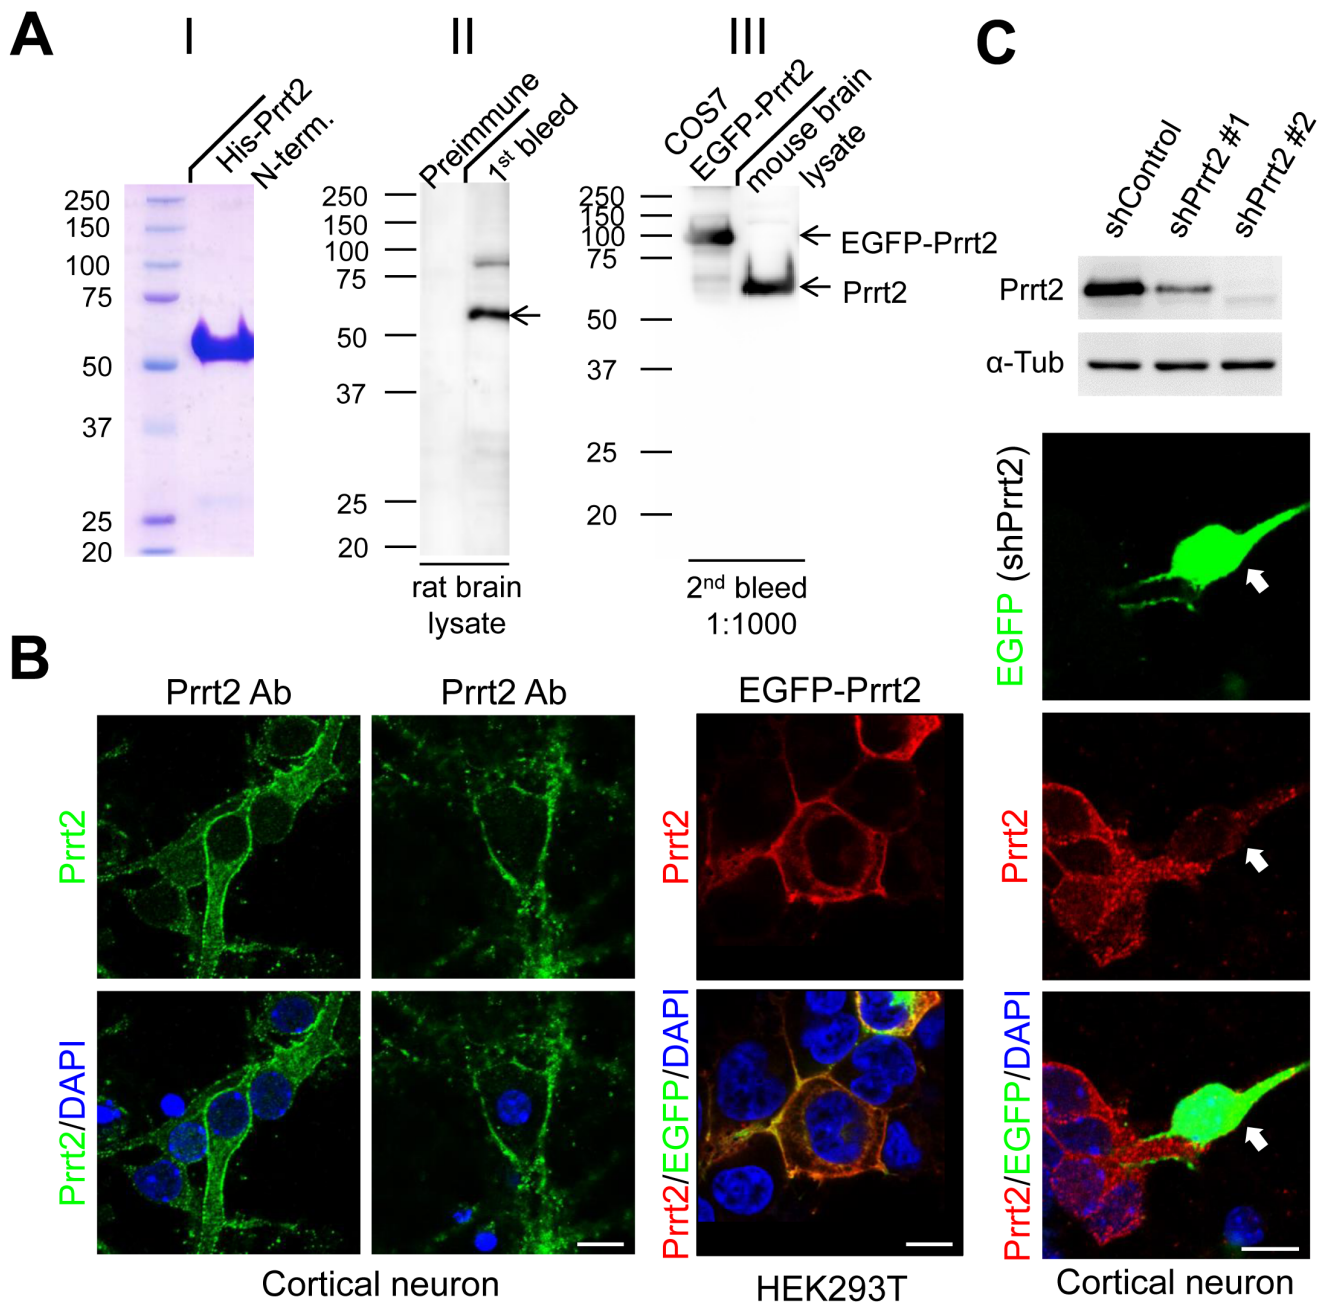 A
I
His-Prrt2
N-term.
250
150
100
75
50
37
25
20
II
Preimmune
1st bleed
250
150
100
75
50
37
25
20
rat brain
lysate
III
COS7
EGFP-Prrt2
mouse brain
lysate
250
150
100
75
50
37
25
20
EGFP-Prrt2
Prrt2
2nd bleed
1:1000
B
Prrt2 Ab
Prrt2 Ab
EGFP-Prrt2
Prrt2
Prrt2
Prrt2/DAPI
Prrt2/EGFP/DAPI
Cortical neuron
HEK293T
C
shControl
shPrrt2 #1
shPrrt2 #2
Prrt2
α-Tub
EGFP (shPrrt2)
Prrt2
Prrt2/EGFP/DAPI
Cortical neuron